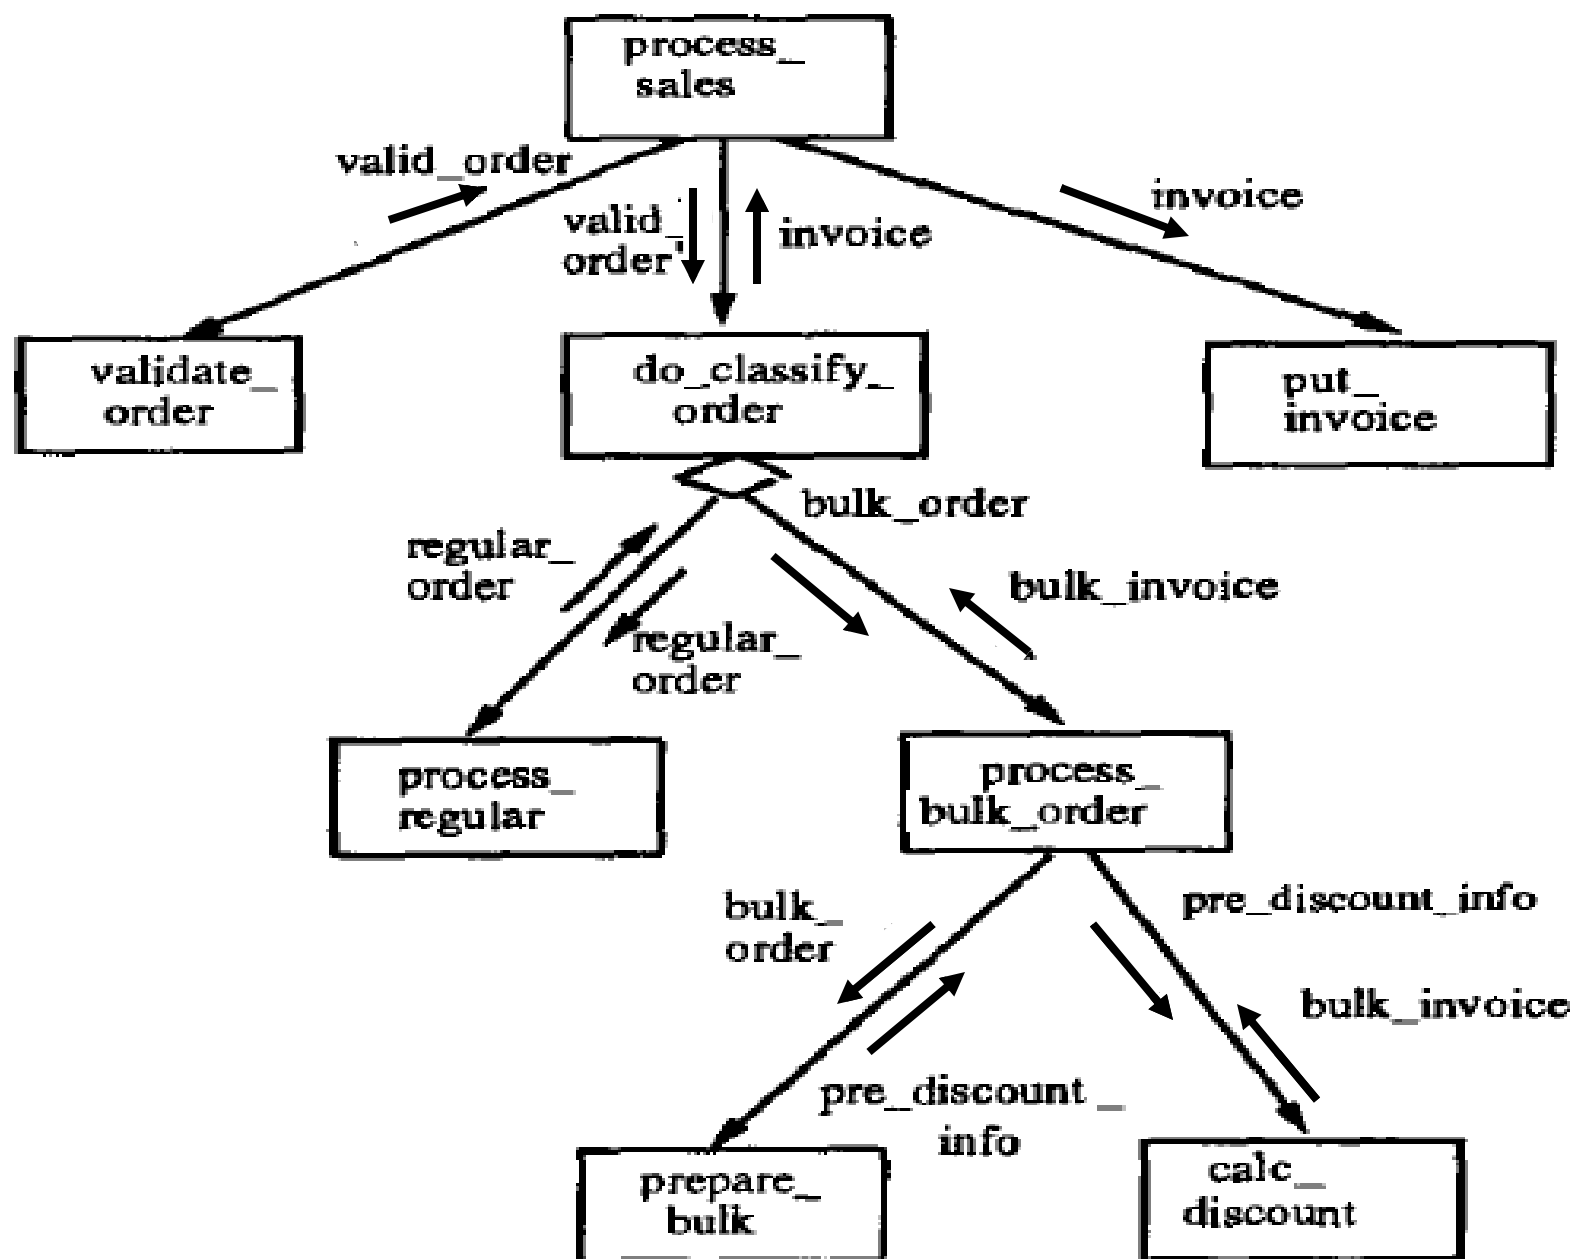 process_
sales
valid_order
invoice
valid_
order
invoice
validate_
order
do_classify_
order
put_
invoice
bulk_order
regular_
order
bulk_invoice
regular_
order
process_
regular
process_
bulk_order
bulk_
order
pre_discount_info
bulk_invoice
pre_discount_
info
prepare_
bulk
calc_
discount